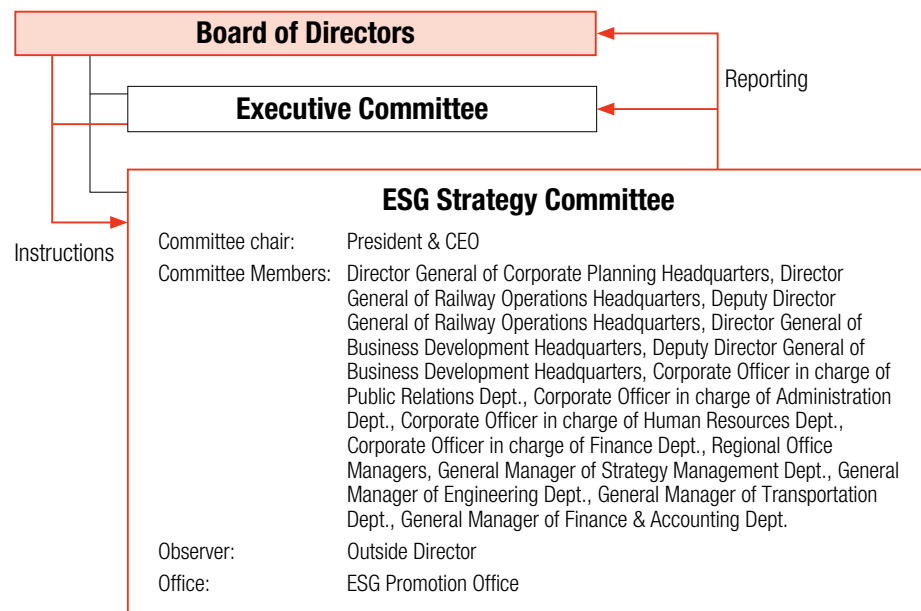 Board of Directors
Reporting
Executive Committee
ESG Strategy Committee
Instructions
Committee chair: President & CEO
Committee Members: Director General of Corporate Planning Headquarters, Director
General of Railway Operations Headquarters, Deputy Director
General of Railway Operations Headquarters, Director General of
Business Development Headquarters, Deputy Director General of
Business Development Headquarters, Corporate Officer in charge of
Public Relations Dept., Corporate Officer in charge of Administration
Dept., Corporate Officer in charge of Human Resources Dept.,
Corporate Officer in charge of Finance Dept., Regional Office
Managers, General Manager of Strategy Management Dept., General
Manager of Engineering Dept., General Manager of Transportation
Dept., General Manager of Finance & Accounting Dept.
Observer: Outside Director
Office: ESG Promotion Office